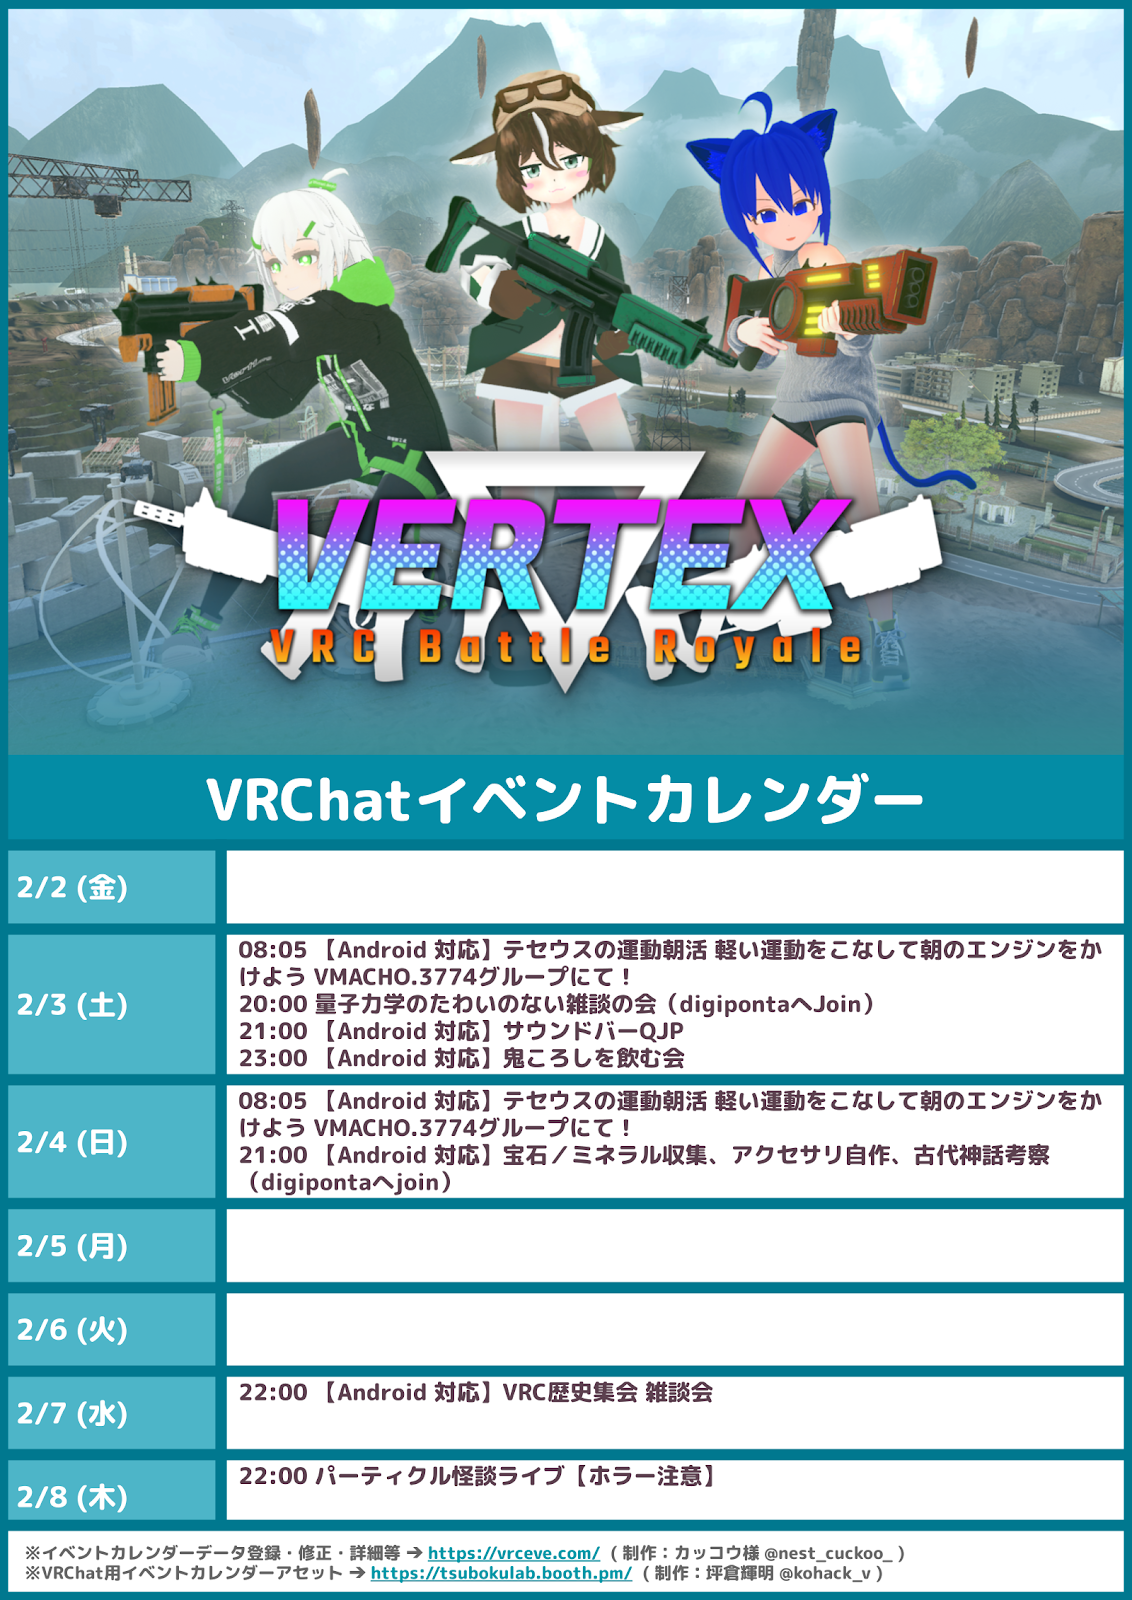 VERTEX
VRC Battle Royale
VRChatイベントカレンダー
2/2 (金)
2/3 (土)
08:05 【Android 対応】テセウスの運動朝活 軽い運動をこなして朝のエンジンをか
けよう VMACHO.3774グループにて！
20:00 量子力学のたわいのない雑談の会（digipontaへJoin）
21:00 【Android 対応】サウンドバーQJP
23:00 【Android 対応】鬼ころしを飲む会
2/4 (日)
08:05 【Android 対応】テセウスの運動朝活 軽い運動をこなして朝のエンジンをか
けよう VMACHO.3774グループにて！
21:00 【Android 対応】宝石／ミネラル収集、アクセサリ自作、古代神話考察
（digipontaへjoin）
2/5 (月)
2/6 (火)
2/7 (水)
22:00 【Android 対応】VRC歴史集会 雑談会
2/8 (木)
22:00 パーティクル怪談ライブ【ホラー注意】
※イベントカレンダーデータ登録・修正・詳細等 ➔ https://vrceve.com/ ( 制作：カッコウ様 @nest_cuckoo_ )
※VRChat用イベントカレンダーアセット ➔ https://tsubokulab.booth.pm/ ( 制作：坪倉輝明 @kohack_v )